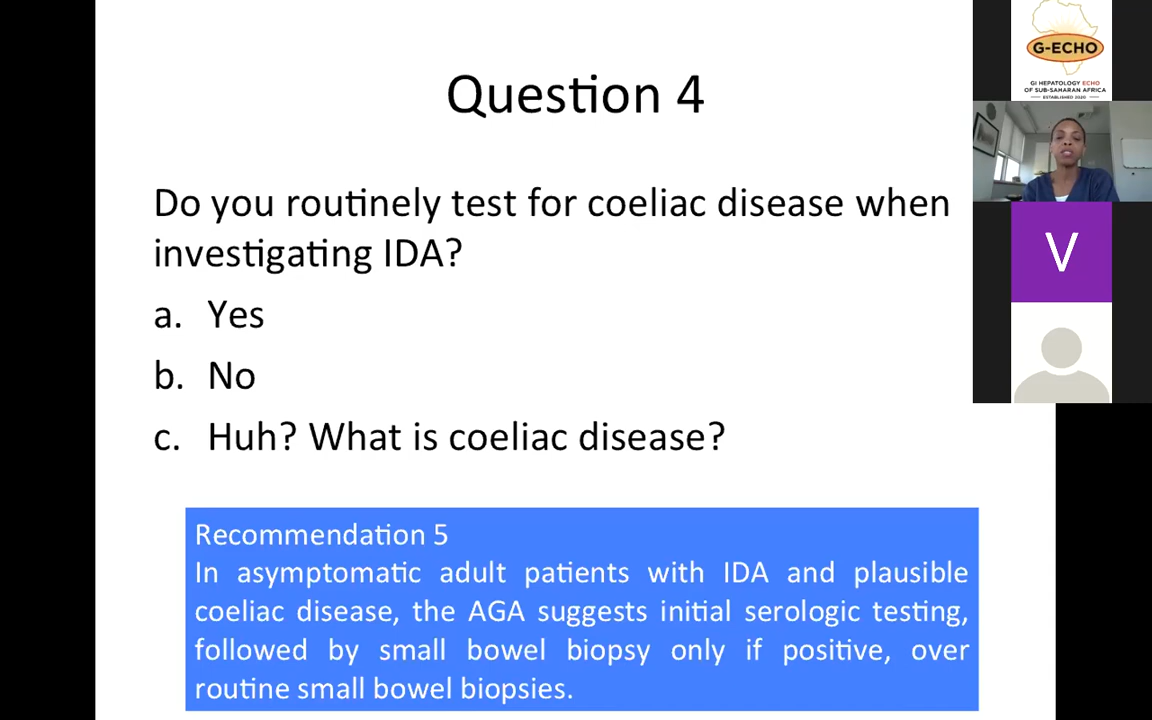 Question 4
Do you routinely test for coeliac disease when
investigating IDA?
a. Yes
b. No
c. Huh? What is coeliac disease?
Recommendation 5
In asymptomatic adult patients with IDA and plausible
coeliac disease, the AGA suggests initial serologic testing,
followed by small bowel biopsy only if positive, over
routine small bowel biopsies.
G-ECHO
GI HEPATOLOGY ECHO
OF SUB-SAHARAN AFRICA
ESTABLISHED 2020
V